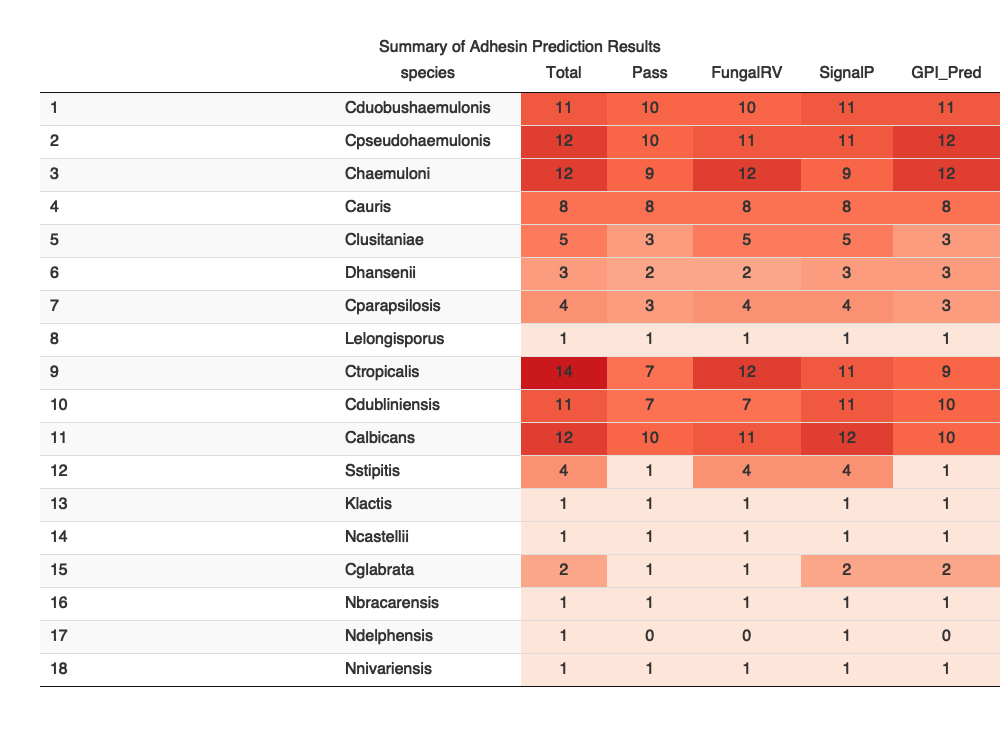 Summary of Adhesin Prediction Results
species Total Pass FungalRV SignalP GPI_Pred
1 Cduobushaemulonis 11 10 10 11 11
2 Cpseudohaemulonis 12 10 11 11 12
3 Chaemuloni 12 9 12 9 12
4 Cauris 8 8 8 8 8
5 Clusitaniae 5 3 5 5 3
6 Dhansenii 3 2 2 3 3
7 Cparapsilosis 4 3 4 4 3
8 Lelongisporus 1 1 1 1 1
9 Ctropicalis 14 7 12 11 9
10 Cdubliniensis 11 7 7 11 10
11 Calbicans 12 10 11 12 10
12 Sstipitis 4 1 4 4 1
13 Klactis 1 1 1 1 1
14 Ncastellii 1 1 1 1 1
15 Cglabrata 2 1 1 2 2
16 Nbracarensis 1 1 1 1 1
17 Ndelphensis 1 0 0 1 0
18 Nnivariensis 1 1 1 1 1